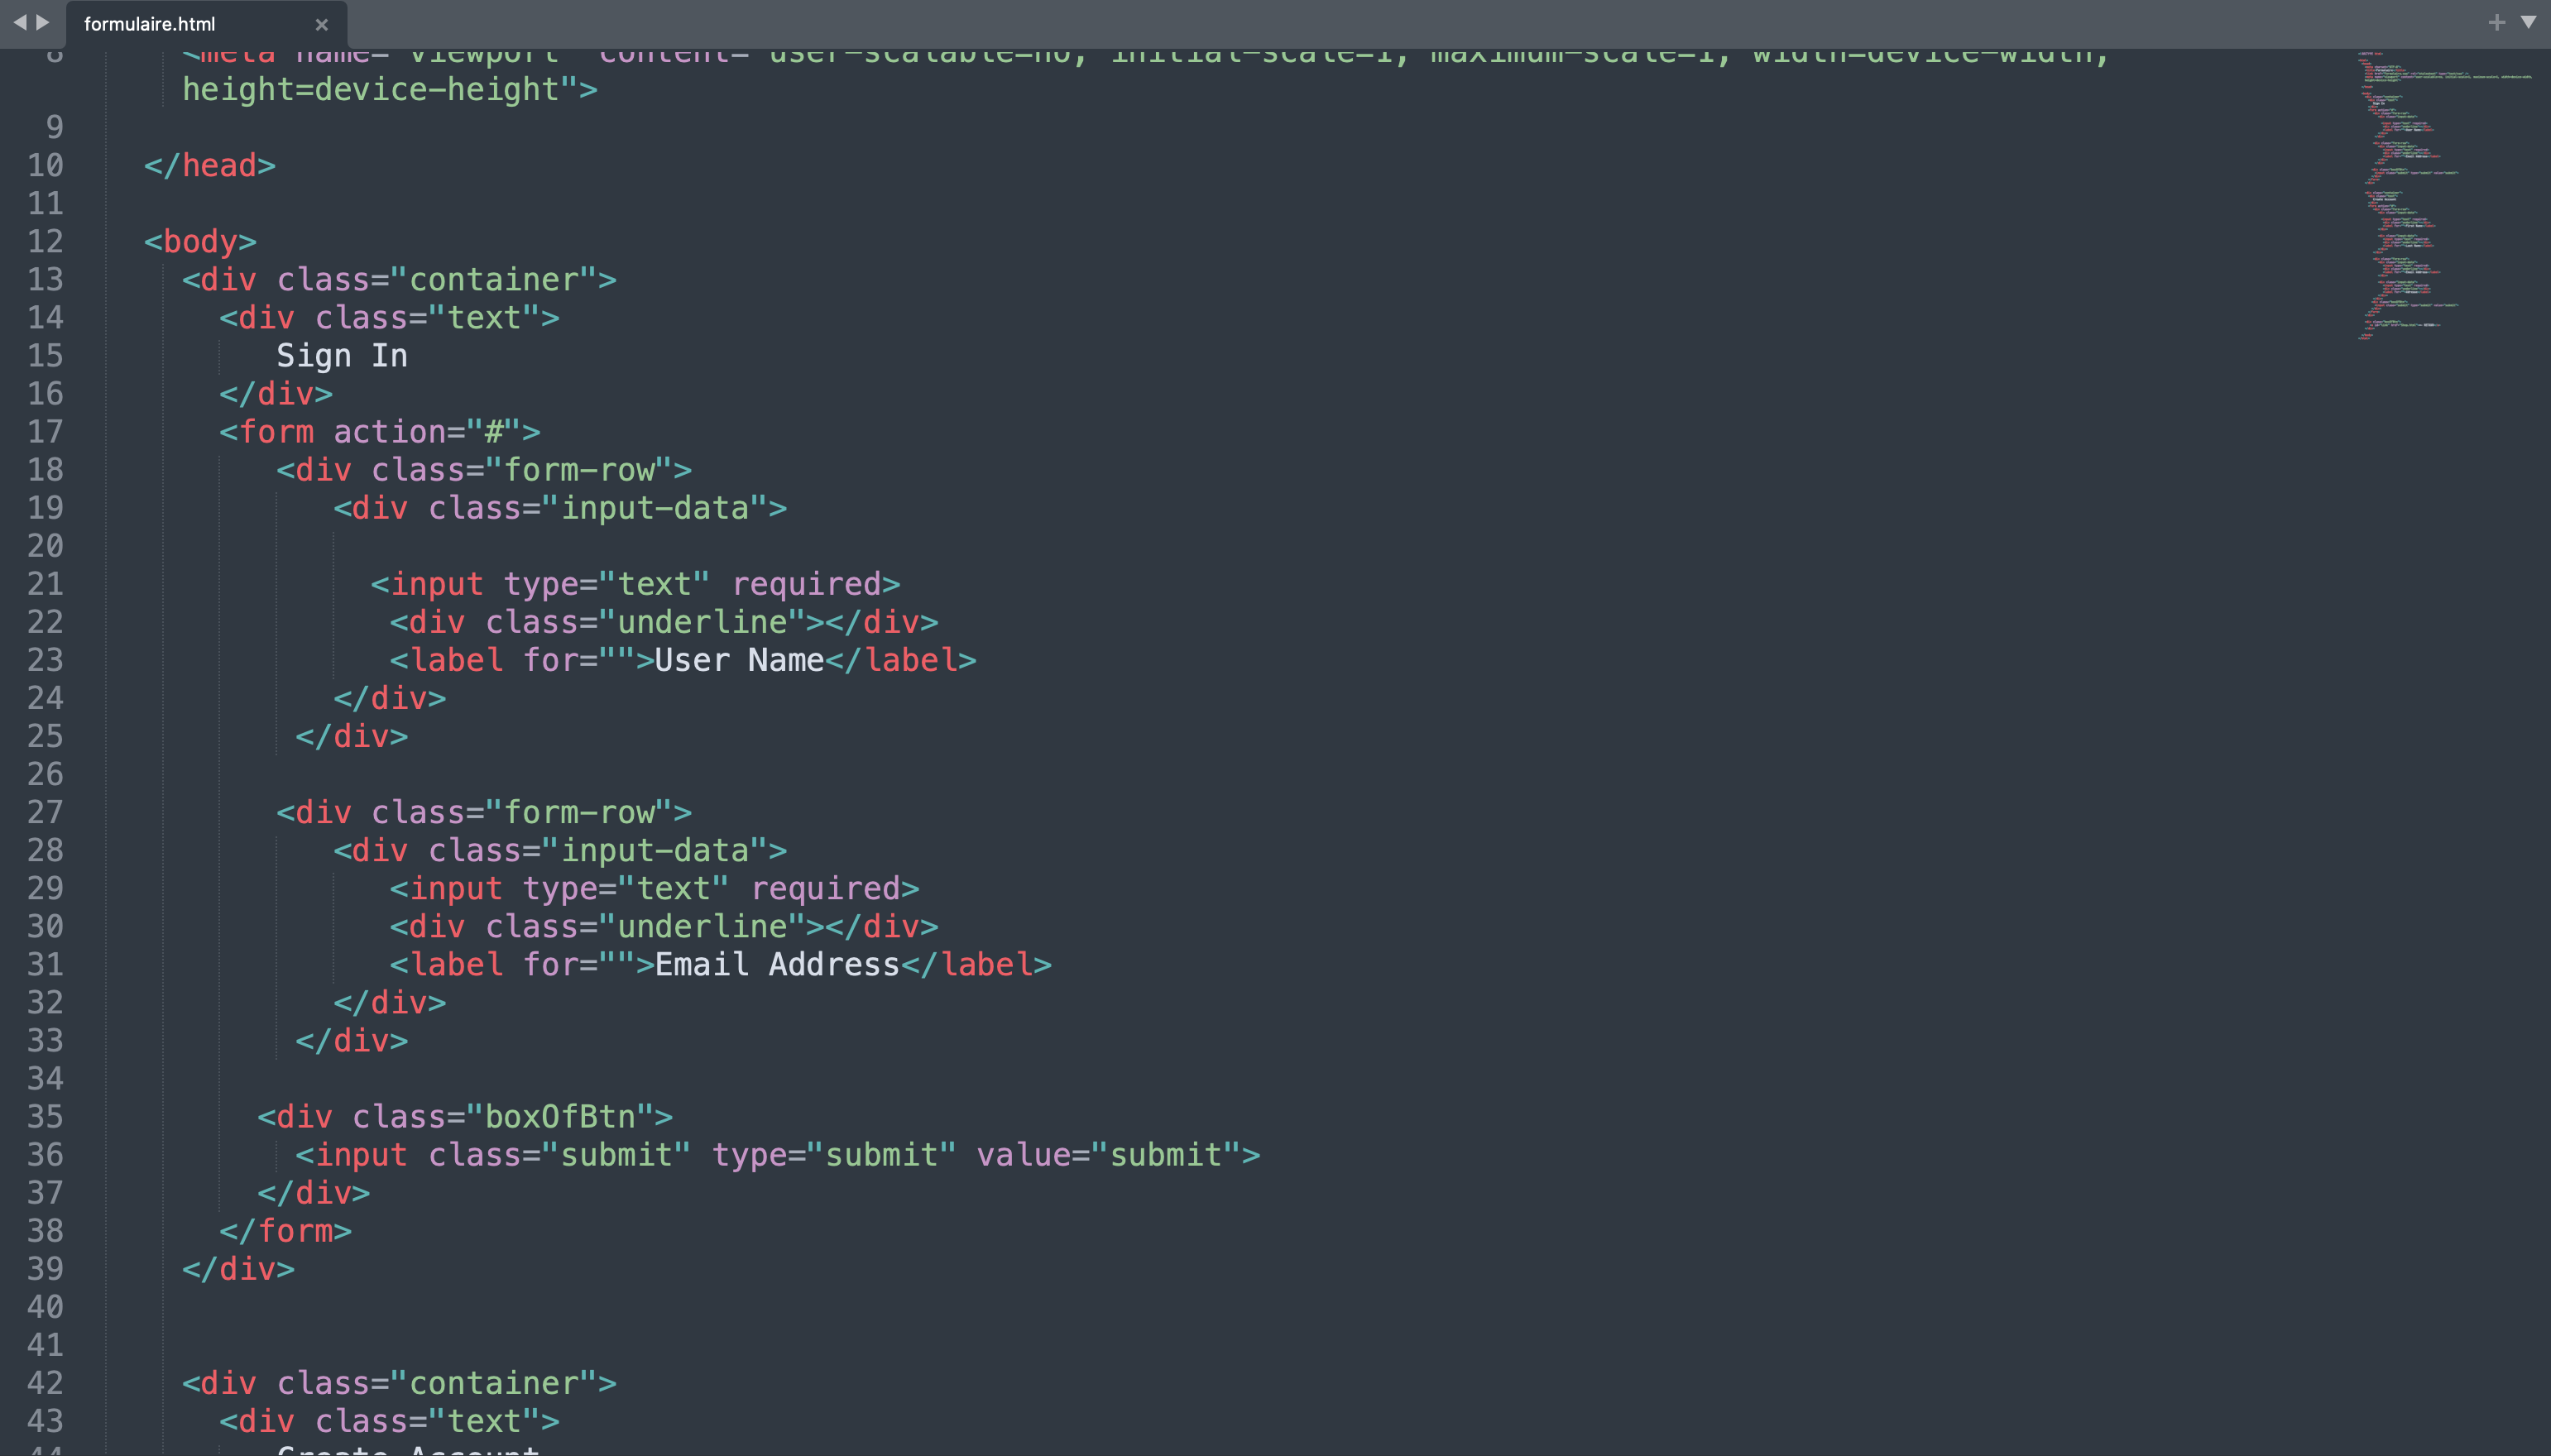 formulaire.html
8 <meta name="viewport" content="user-scalable=no, initial-scale=1, maximum-scale=1, width=device-width,
height=device-height">
9
10 </head>
11
12 <body>
13 <div class="container">
14 <div class="text">
15 Sign In
16 </div>
17 <form action="#">
18 <div class="form-row">
19 <div class="input-data">
20
21 <input type="text" required>
22 <div class="underline"></div>
23 <label for="">User Name</label>
24 </div>
25 </div>
26
27 <div class="form-row">
28 <div class="input-data">
29 <input type="text" required>
30 <div class="underline"></div>
31 <label for="">Email Address</label>
32 </div>
33 </div>
34
35 <div class="boxOfBtn">
36 <input class="submit" type="submit" value="submit">
37 </div>
38 </form>
39 </div>
40
41
42 <div class="container">
43 <div class="text">
44 Create Account